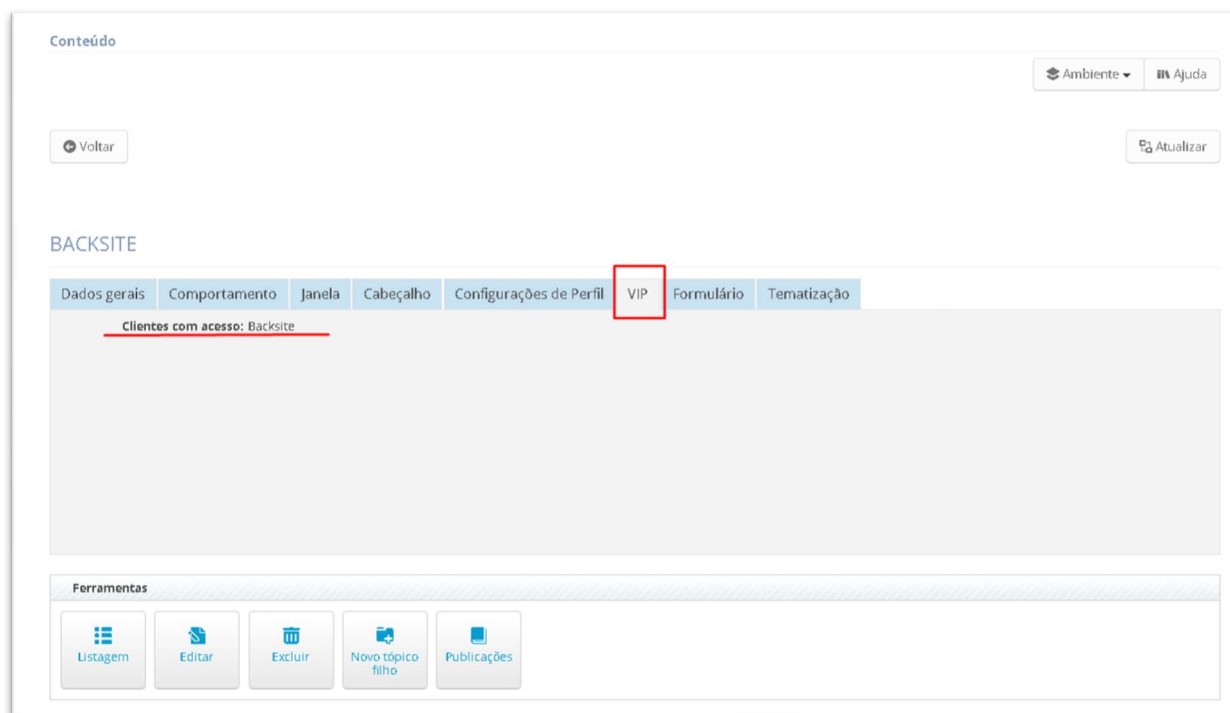 Conteúdo
Ambiente Ajuda
Voltar Atualizar
BACKSITE
Dados gerais Comportamento Janela Cabeçalho Configurações de Perfil VIP Formulário Tematização
Clientes com acesso: Backsite
Ferramentas
Listagem Editar Excluir Novo tópico Publicações
filho